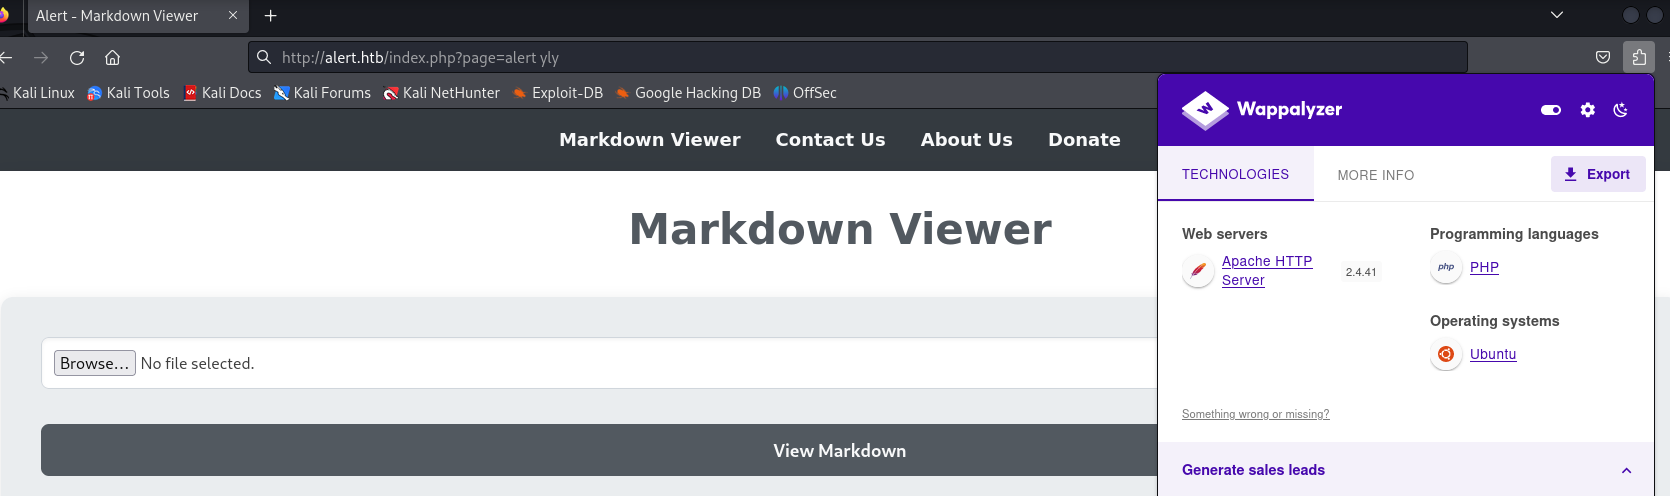 Alert - Markdown Viewer
http://alert.htb/index.php?page=alert yly
Kali Linux Kali Tools Kali Docs Kali Forums Kali NetHunter Exploit-DB Google Hacking DB OffSec
Markdown Viewer Contact Us About Us Donate
Markdown Viewer
Browse... No file selected.
View Markdown
Wappalyzer
TECHNOLOGIES MORE INFO Export
Web servers
Apache HTTP
Server
2.4.41
Programming languages
php PHP
Operating systems
Ubuntu
Something wrong or missing?
Generate sales leads